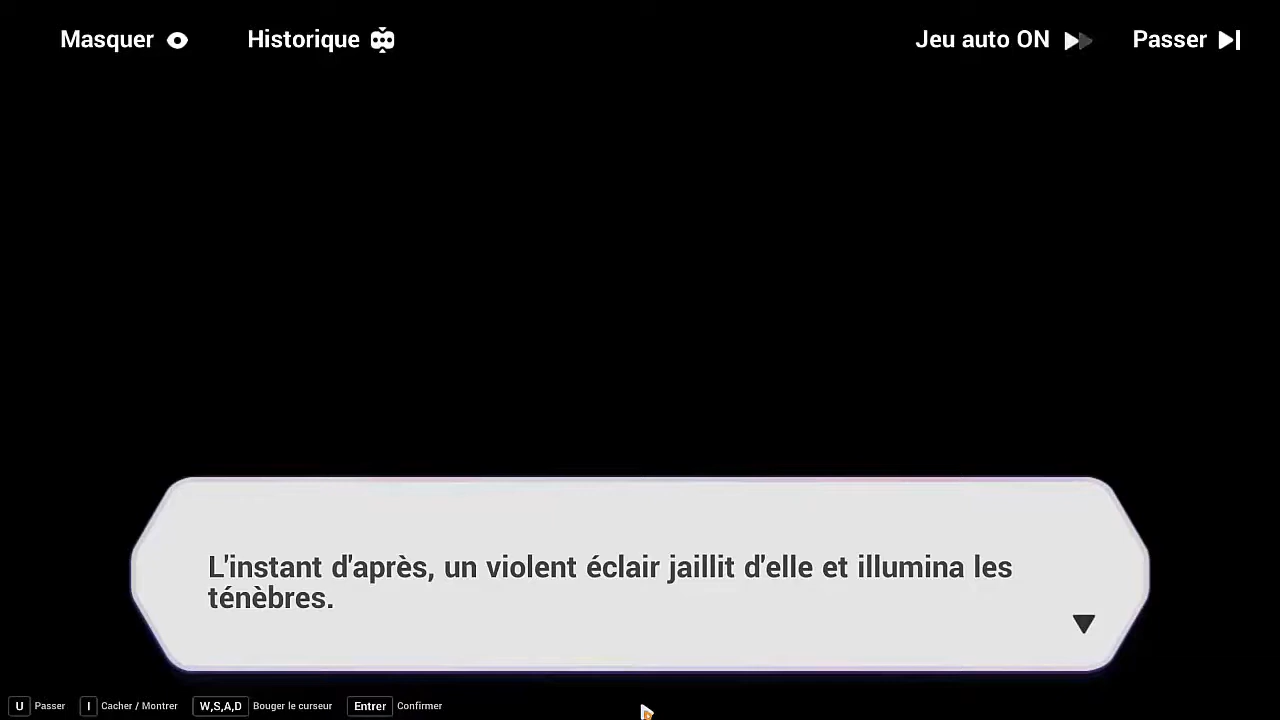 Masquer
Historique
Jeu auto ON
Passer
L'instant d'après, un violent éclair jaillit d'elle et illumina les
ténèbres.
U Passer I Cacher / Montrer W,S,A,D Bouger le curseur Entrer Confirmer